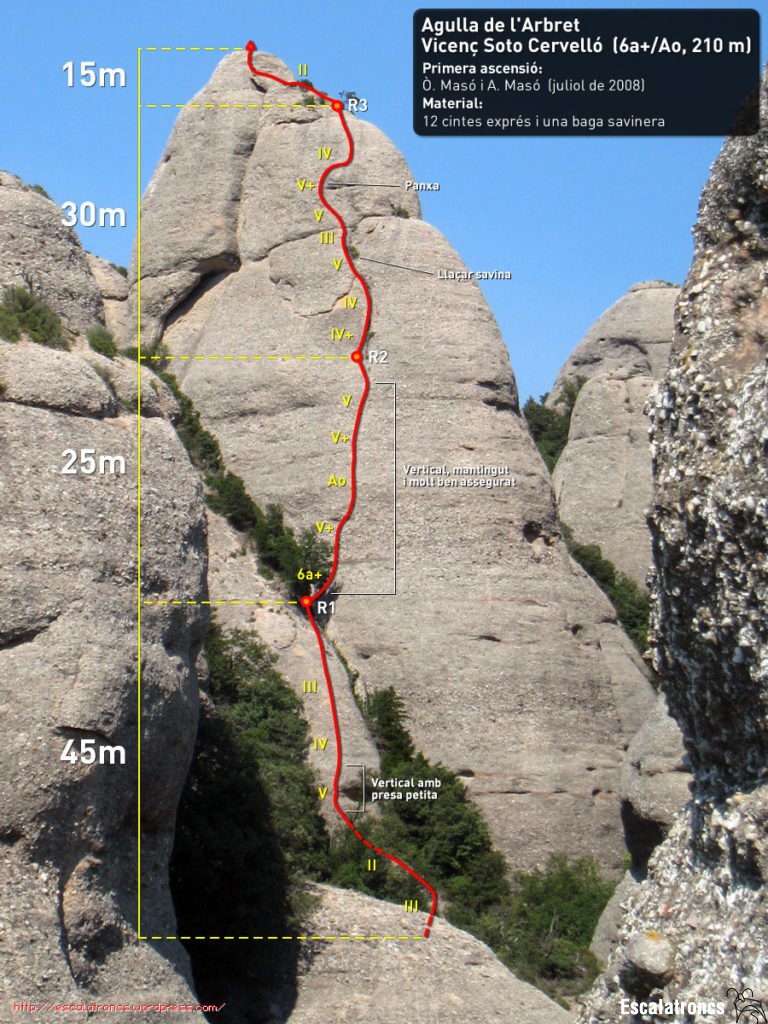 Agulla de l'Arbret
Vicenç Soto Cervelló (6a+/Ao, 210 m)
Primera ascensió:
Ò. Masó i A. Masó (juliol de 2008)
Material:
12 cintes exprés i una baga savinera
15m
II
R3
IV
V+
Panxa
30m
V
III
V
Llaçar savina
IV
IV+
R2
V
V+
25m
Vertical, mantingut
i molt ben assegurat
Ao
V+
6a+
R1
III
IV
45m
Vertical amb
presa petita
V
II
III
http://escalatroncs.wordpress.com/
Escalatroncs